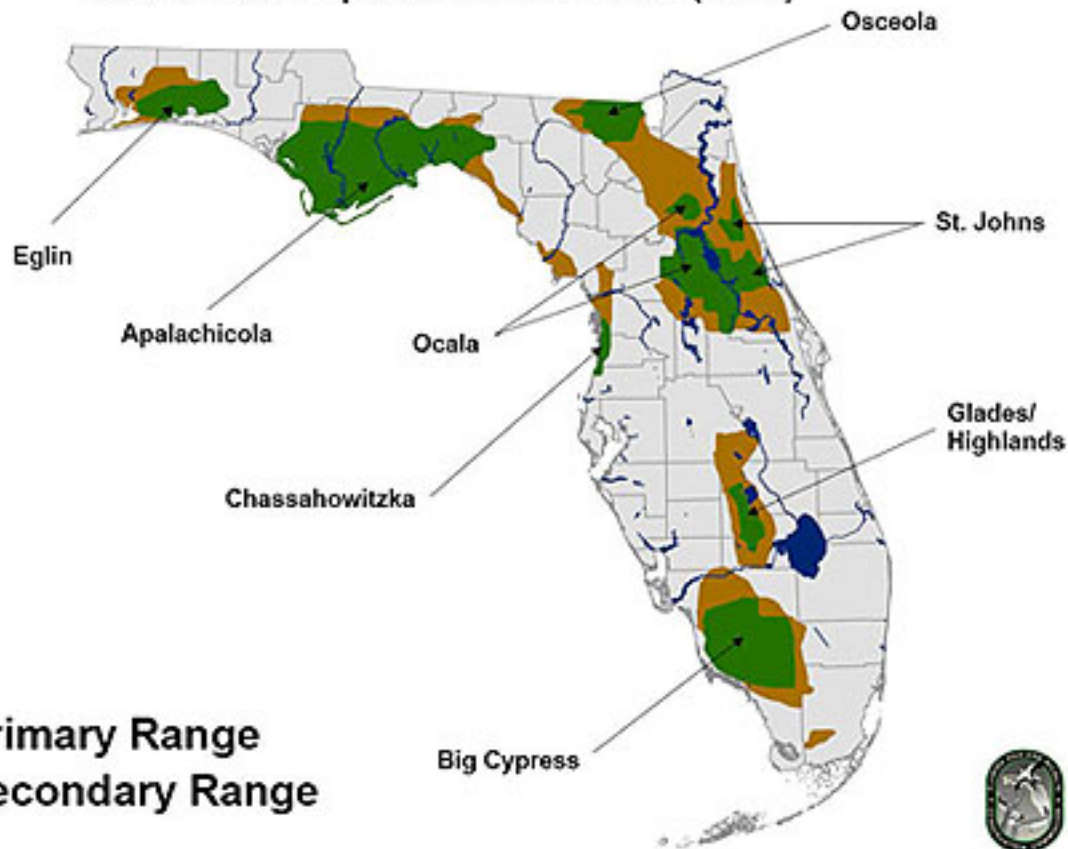 Osceola
St. Johns
Eglin
Apalachicola
Ocala
Glades/
Highlands
Chassahowitzka
Big Cypress
rimary Range
econdary Range